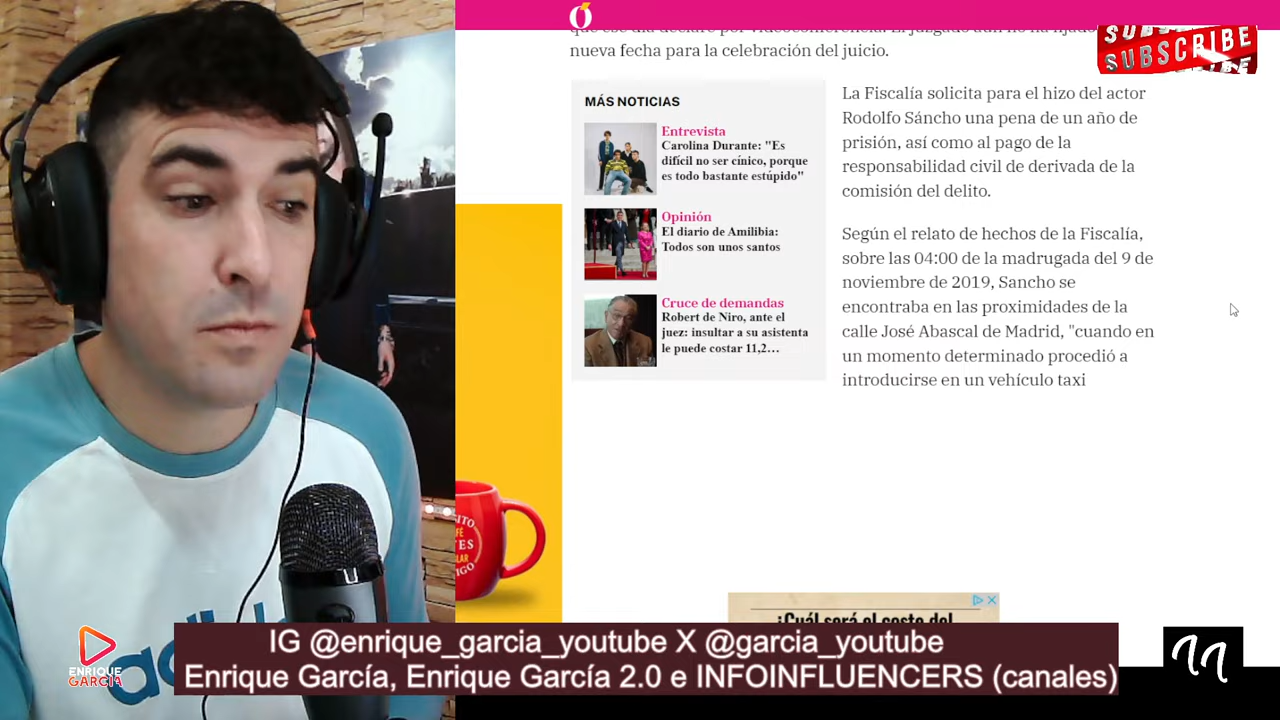 nueva fecha para la celebración del juicio.
SUBSCRIBE
MÁS NOTICIAS
Entrevista
Carolina Durante: "Es
difícil no ser cínico, porque
es todo bastante estúpido"
Opinión
El diario de Amilibia:
Todos son unos santos
Cruce de demandas
Robert de Niro, ante el
juez: insultar a su asistenta
le puede costar 11,2…
La Fiscalía solicita para el hizo del actor
Rodolfo Sáncho una pena de un año de
prisión, así como al pago de la
responsabilidad civil de derivada de la
comisión del delito.
Según el relato de hechos de la Fiscalía,
sobre las 04:00 de la madrugada del 9 de
noviembre de 2019, Sancho se
encontraba en las proximidades de la
calle José Abascal de Madrid, "cuando en
un momento determinado procedió a
introducirse en un vehículo taxi
¿Cuál será el costo del
IG @enrique_garcia_youtube X @garcia_youtube
Enrique García, Enrique García 2.0 e INFOINFLUENCERS (canales)
ENRIQUE
GARCÍA